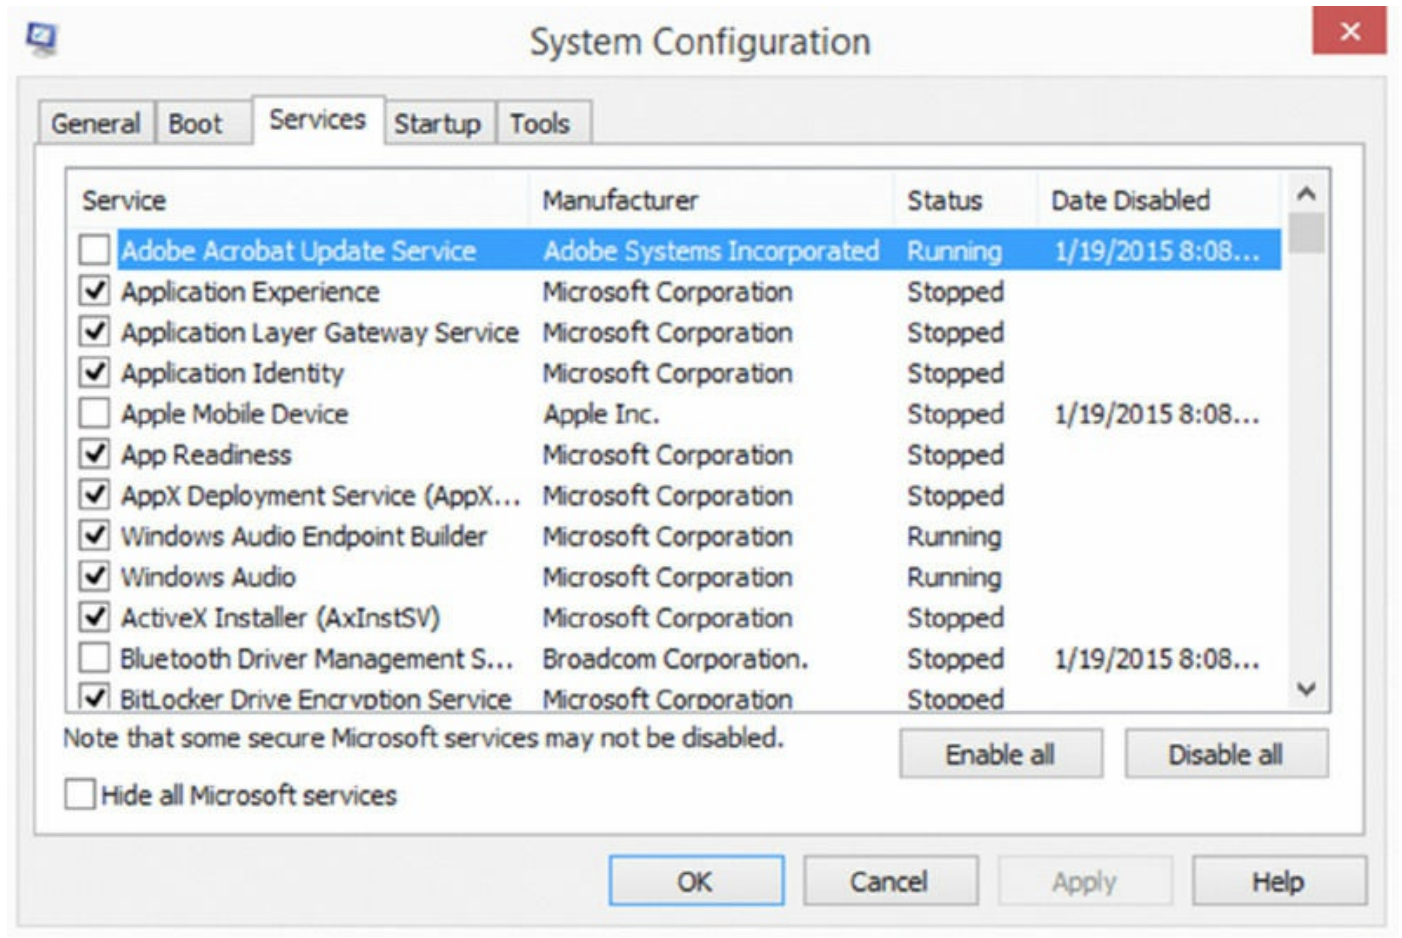 System Configuration
General Boot Services Startup Tools
Service Manufacturer Status Date Disabled
Adobe Acrobat Update Service Adobe Systems Incorporated Running 1/19/2015 8:08...
Application Experience Microsoft Corporation Stopped
Application Layer Gateway Service Microsoft Corporation Stopped
Application Identity Microsoft Corporation Stopped
Apple Mobile Device Apple Inc. Stopped 1/19/2015 8:08...
App Readiness Microsoft Corporation Stopped
AppX Deployment Service (AppX... Microsoft Corporation Stopped
Windows Audio Endpoint Builder Microsoft Corporation Running
Windows Audio Microsoft Corporation Running
ActiveX Installer (AxInstSV) Microsoft Corporation Stopped
Bluetooth Driver Management S... Broadcom Corporation. Stopped 1/19/2015 8:08...
BitLocker Drive Encryption Service Microsoft Corporation Stopped
Note that some secure Microsoft services may not be disabled.
Enable all Disable all
Hide all Microsoft services
OK Cancel Apply Help